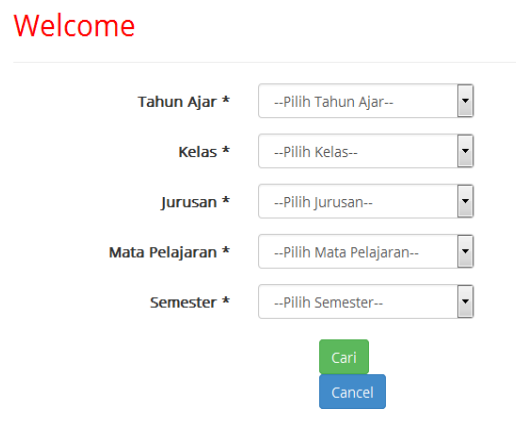 Welcome
Tahun Ajar * --Pilih Tahun Ajar--
Kelas * --Pilih Kelas--
Jurusan * --Pilih Jurusan--
Mata Pelajaran * --Pilih Mata Pelajaran--
Semester * --Pilih Semester--
Cari
Cancel